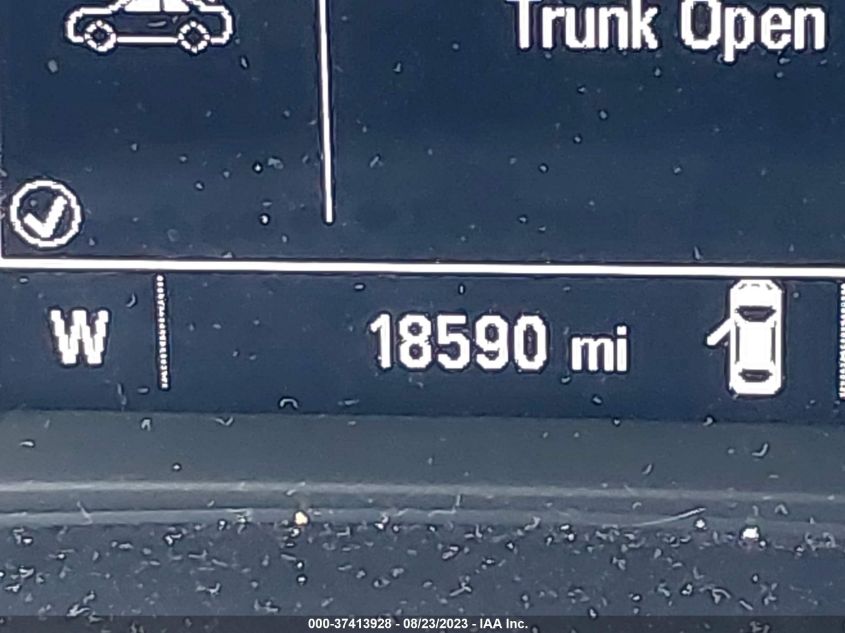 Trunk Open
W 18590 mi
000-37413928 - 08/23/2023 - IAA Inc.